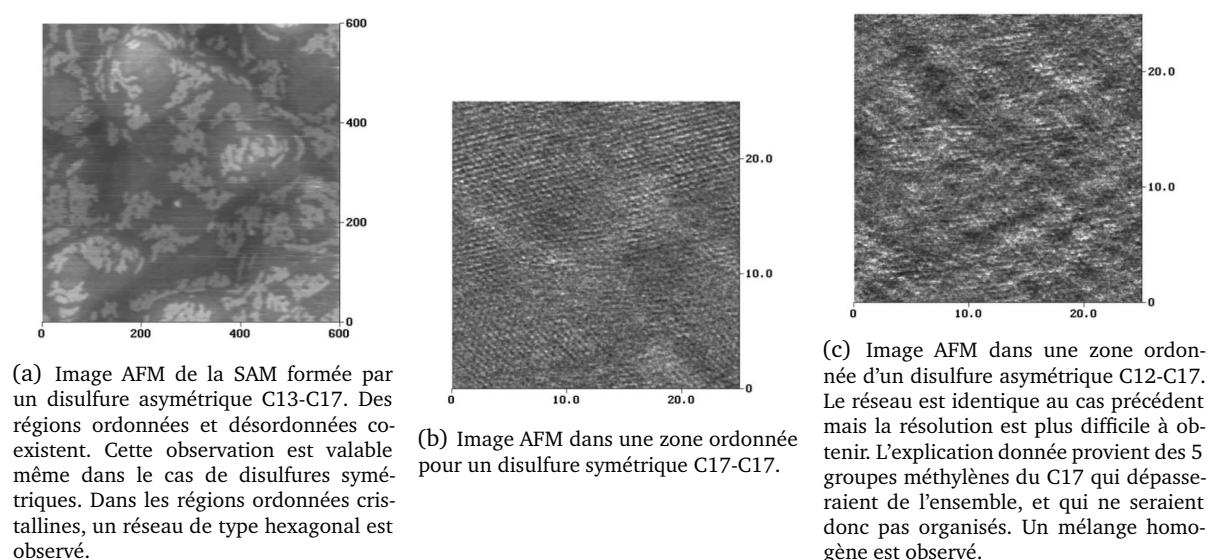 600
400
200
0
0
200
400
600
(a) Image AFM de la SAM formée par
un disulfure asymétrique C13-C17. Des
régions ordonnées et désordonnées co-
existent. Cette observation est valable
même dans le cas de disulfures symé-
triques. Dans les régions ordonnées cris-
tallines, un réseau de type hexagonal est
observé.
20.0
10.0
0
0
10.0
20.0
(b) Image AFM dans une zone ordonnée
pour un disulfure symétrique C17-C17.
20.0
10.0
0
0
10.0
20.0
(c) Image AFM dans une zone ordon-
née d'un disulfure asymétrique C12-C17.
Le réseau est identique au cas précédent
mais la résolution est plus difficile à ob-
tenir. L'explication donnée provient des 5
groupes méthylènes du C17 qui dépasse-
raient de l'ensemble, et qui ne seraient
donc pas organisés. Un mélange homo-
gène est observé.